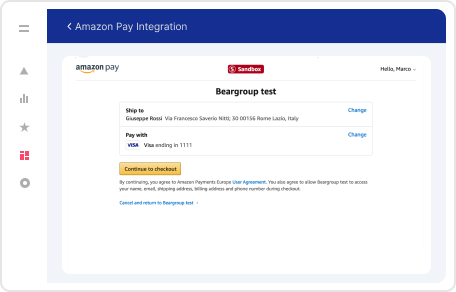 Amazon Pay Integration
amazon pay
Sandbox
Hello, Marco
Beargroup test
Ship to
Change
Giuseppe Rossi Via Francesco Saverio Nitti; 30 00156 Rome Lazio, Italy
Pay with
Change
VISA Visa ending in 1111
Continue to checkout
By continuing, you agree to Amazon Payments Europe User Agreement. You also agree to allow Beargroup test to access
your name, email, shipping address, billing address and phone number during checkout.
Cancel and return to Beargroup test